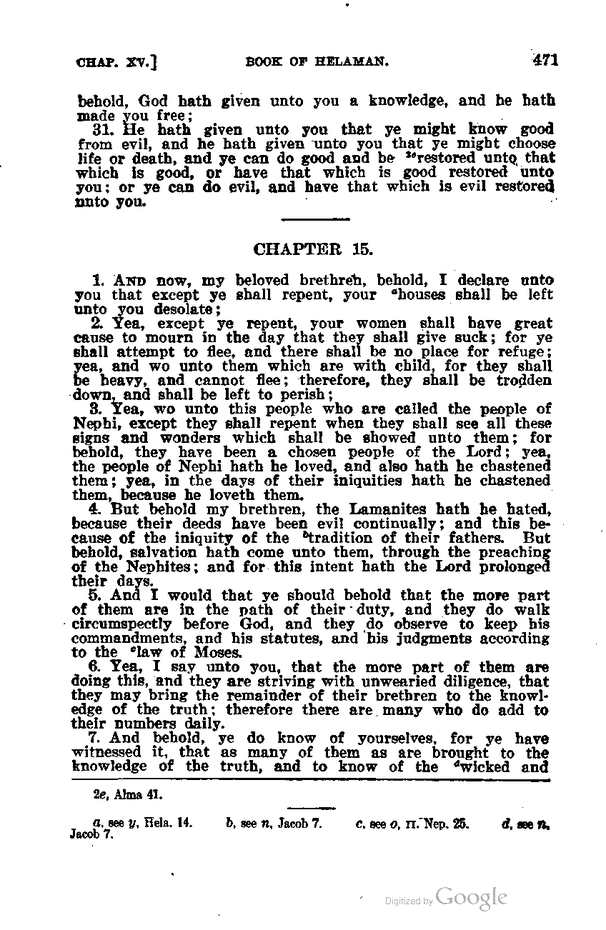 CHAP. XV.] BOOK OF HELAMAN. 471
behold, God hath given unto you a knowledge, and he hath
made you free;
31. He hath given unto you that ye might know good
from evil, and he hath given unto you that ye might choose
life or death, and ye can do good and be 2erestored unto that
which is good, or have that which is good restored unto
you; or ye can do evil, and have that which is evil restored
unto you.
CHAPTER 15.
1. AND now, my beloved brethren, behold, I declare unto
you that except ye shall repent, your ahouses shall be left
unto you desolate;
2. Yea, except ye repent, your women shall have great
cause to mourn in the day that they shall give suck; for ye
shall attempt to flee, and there shall be no place for refuge;
yea, and wo unto them which are with child, for they shall
be heavy, and cannot flee; therefore, they shall be trodden
down, and shall be left to perish;
3. Yea, wo unto this people who are called the people of
Nephi, except they shall repent when they shall see all these
signs and wonders which shall be showed unto them; for
behold, they have been a chosen people of the Lord; yea,
the people of Nephi hath he loved, and also hath he chastened
them; yea, in the days of their iniquities hath he chastened
them, because he loveth them.
4. But behold my brethren, the Lamanites hath he hated,
because their deeds have been evil continually; and this be-
cause of the iniquity of the btradition of their fathers. But
behold, salvation hath come unto them, through the preaching
of the Nephites; and for this intent hath the Lord prolonged
their days.
5. And I would that ye should behold that the more part
of them are in the path of their duty, and they do walk
circumspectly before God, and they do observe to keep his
commandments, and his statutes, and his judgments according
to the claw of Moses.
6. Yea, I say unto you, that the more part of them are
doing this, and they are striving with unwearied diligence, that
they may bring the remainder of their brethren to the knowl-
edge of the truth; therefore there are many who do add to
their numbers daily.
7. And behold, ye do know of yourselves, for ye have
witnessed it, that as many of them as are brought to the
knowledge of the truth, and to know of the dwicked and
2e, Alma 41.
a, see y, Hela. 14. b, see n, Jacob 7. c, see o, II. Nep. 25. d, see n,
Jacob 7.
Digitized by Google